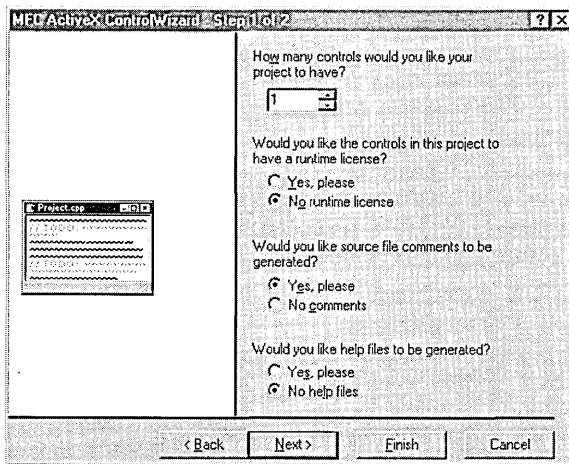 MFC ActiveX ControlWizard - Step 1 of 2
How many controls would you like your
project to have?
1
Would you like the controls in this project to
have a runtime license?
Yes, please
No runtime license
Project.cpp
//TODO:
//TODO:
Would you like source file comments to be
generated?
Yes, please
No comments
Would you like help files to be generated?
Yes, please
No help files
< Back
Next >
Finish
Cancel